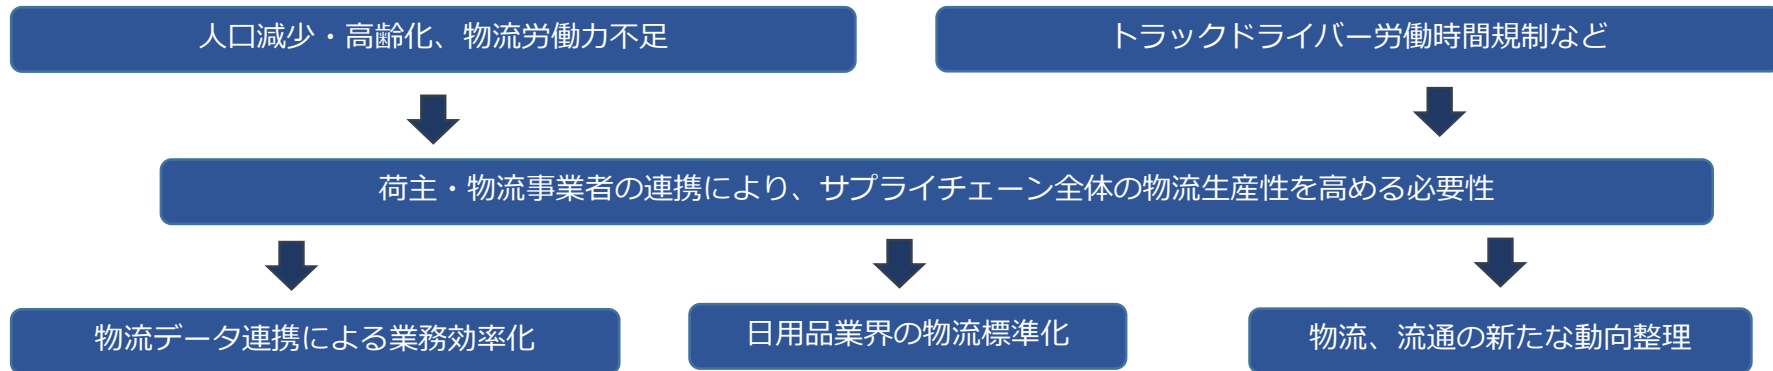 人口減少・高齢化、物流労働力不足
トラックドライバー労働時間規制など
荷主・物流事業者の連携により、サプライチェーン全体の物流生産性を高める必要性
物流データ連携による業務効率化
日用品業界の物流標準化
物流、流通の新たな動向整理